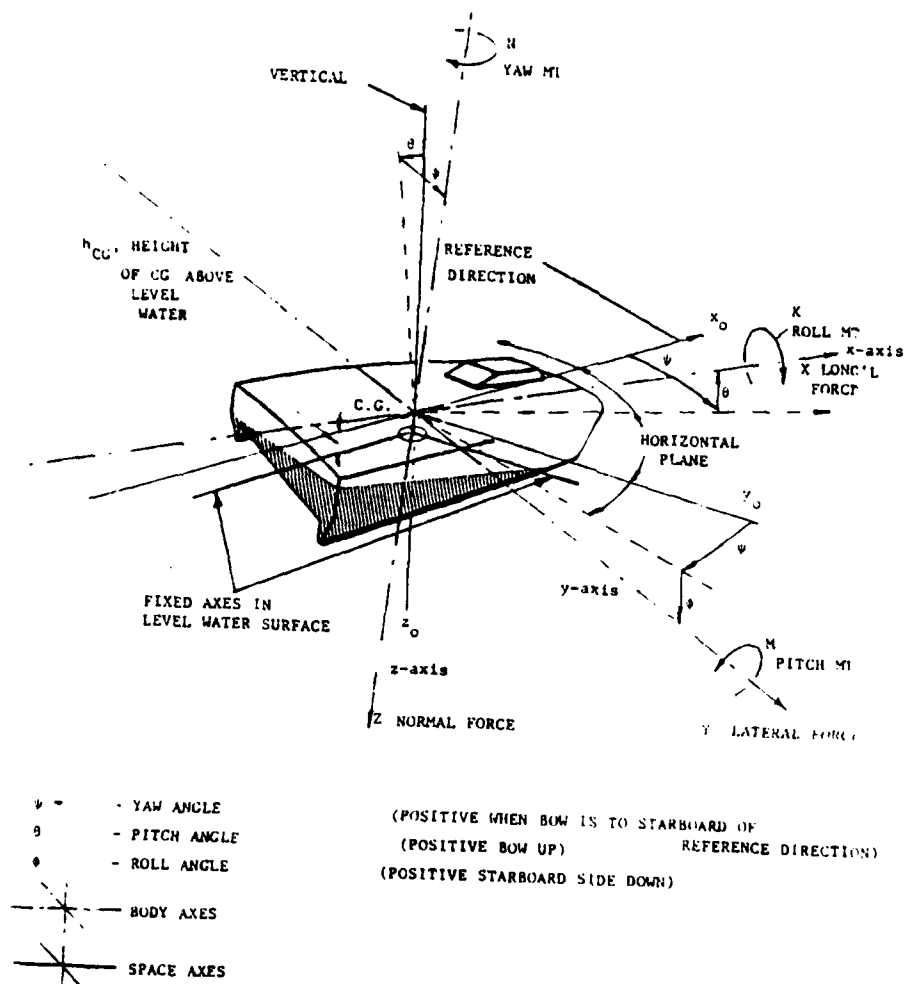 N
YAW MT
VERTICAL
θ
φ
h_CG, HEIGHT
OF CG ABOVE
LEVEL
WATER
REFERENCE
DIRECTION
x_o
K
ROLL MT
x-axis
X LONG'L
FORCE
ψ
θ
C.G.
HORIZONTAL
PLANE
y_o
ψ
y-axis
φ
FIXED AXES IN
LEVEL WATER SURFACE
z_o
M
PITCH MT
z-axis
Z NORMAL FORCE
Y LATERAL FORCE
ψ - - YAW ANGLE
(POSITIVE WHEN BOW IS TO STARBOARD OF
REFERENCE DIRECTION)
θ - PITCH ANGLE
(POSITIVE BOW UP)
φ - ROLL ANGLE
(POSITIVE STARBOARD SIDE DOWN)
BODY AXES
SPACE AXES